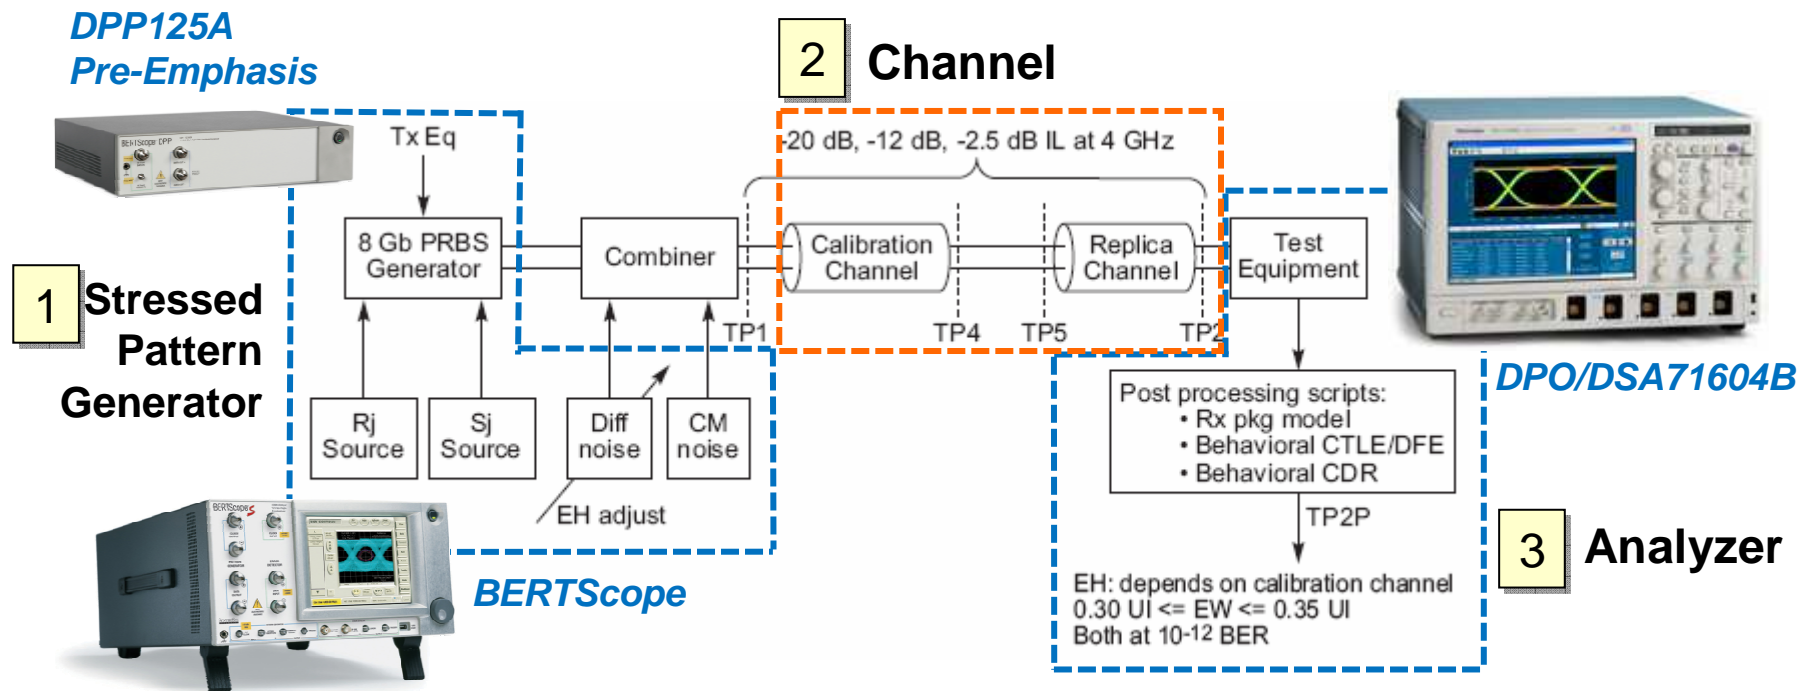 DPP125A
Pre-Emphasis
2
Channel
BERTScope DPP
Tx Eq
-20 dB, -12 dB, -2.5 dB IL at 4 GHz
8 Gb PRBS
Generator
Combiner
Calibration
Channel
Replica
Channel
Test
Equipment
1
Stressed
Pattern
Generator
TP1
TP4
TP5
TP2
DPO/DSA71604B
Rj
Source
Sj
Source
Diff
noise
CM
noise
EH adjust
Post processing scripts:
• Rx pkg model
• Behavioral CTLE/DFE
• Behavioral CDR
TP2P
BERTScope S
BERTScope
3
Analyzer
EH: depends on calibration channel
0.30 UI <= EW <= 0.35 UI
Both at 10-12 BER